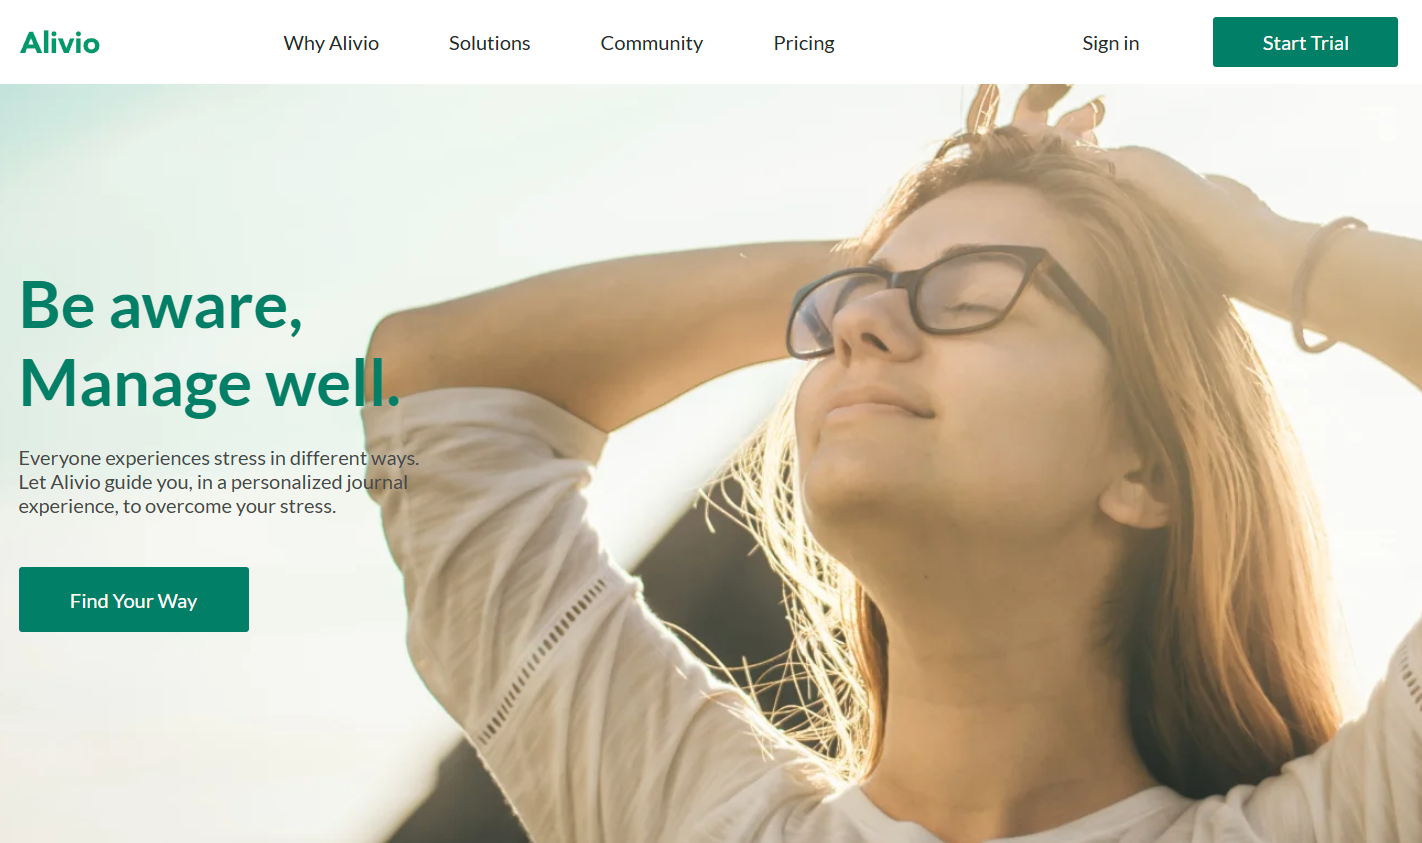 Alivio
Why Alivio
Solutions
Community
Pricing
Sign in
Start Trial
Be aware,
Manage well.
Everyone experiences stress in different ways.
Let Alivio guide you, in a personalized journal
experience, to overcome your stress.
Find Your Way